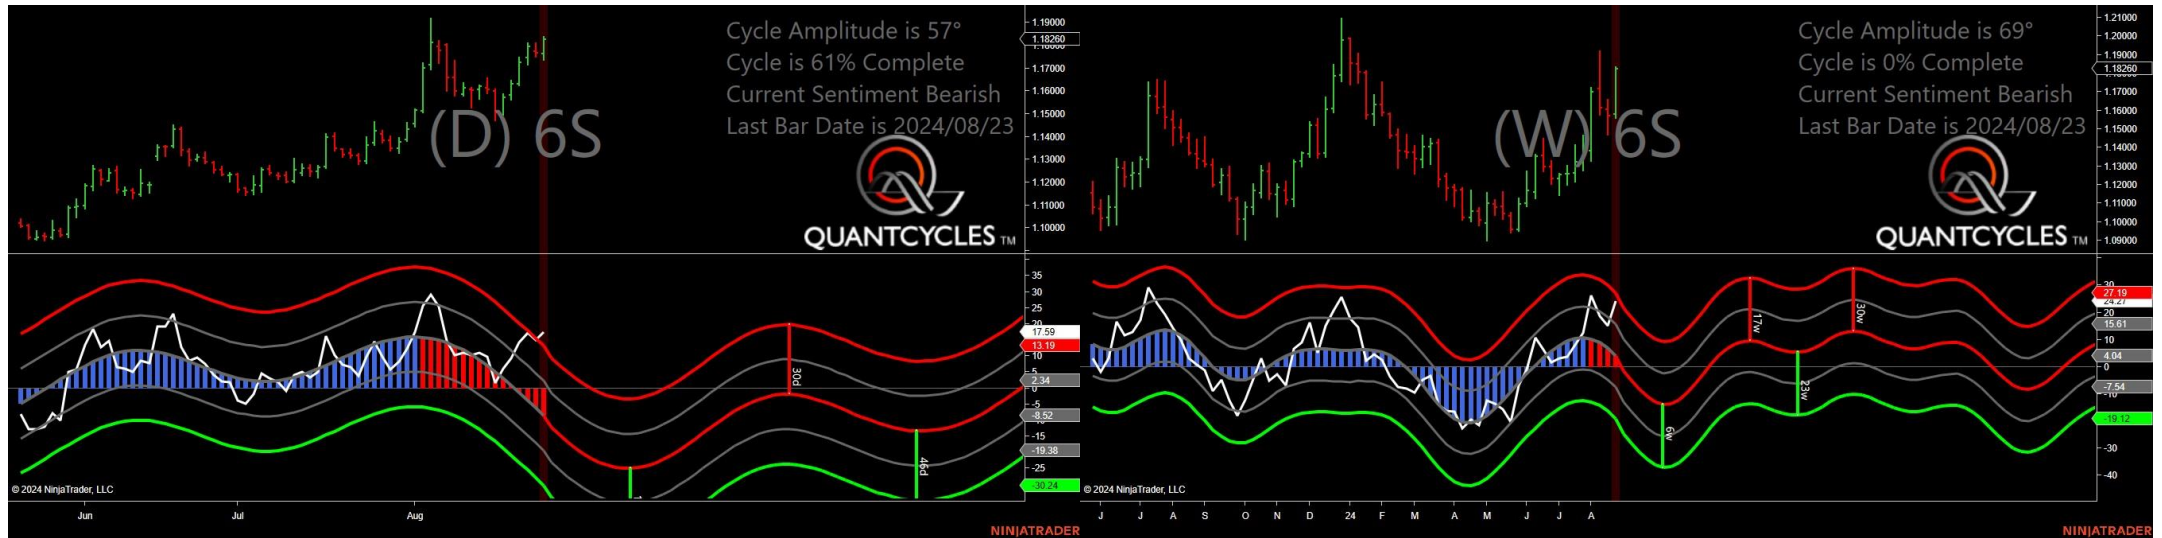 Cycle Amplitude is 57°
Cycle is 61% Complete
Current Sentiment Bearish
Last Bar Date is 2024/08/23
(D) 6S
QUANTCYCLES TM
1.19000
1.18260
1.17000
1.16000
1.15000
1.14000
1.13000
1.12000
1.11000
1.10000
35
30
25
20
17.59
13.19
10
5
2.34
0
-5
-8.52
-15
-19.38
-25
-30.24
30d
46d
© 2024 NinjaTrader, LLC
Jun Jul Aug
NINJATRADER
Cycle Amplitude is 69°
Cycle is 0% Complete
Current Sentiment Bearish
Last Bar Date is 2024/08/23
(W) 6S
QUANTCYCLES TM
1.21000
1.20000
1.19000
1.18260
1.17000
1.16000
1.15000
1.14000
1.13000
1.12000
1.11000
1.10000
1.09000
30
27.19
24.27
20
15.61
10
4.04
0
-7.54
-10
-19.12
-30
-40
17w
30w
23w
6w
© 2024 NinjaTrader, LLC
J J A S O N D 24 F M A M J J A
NINJATRADER